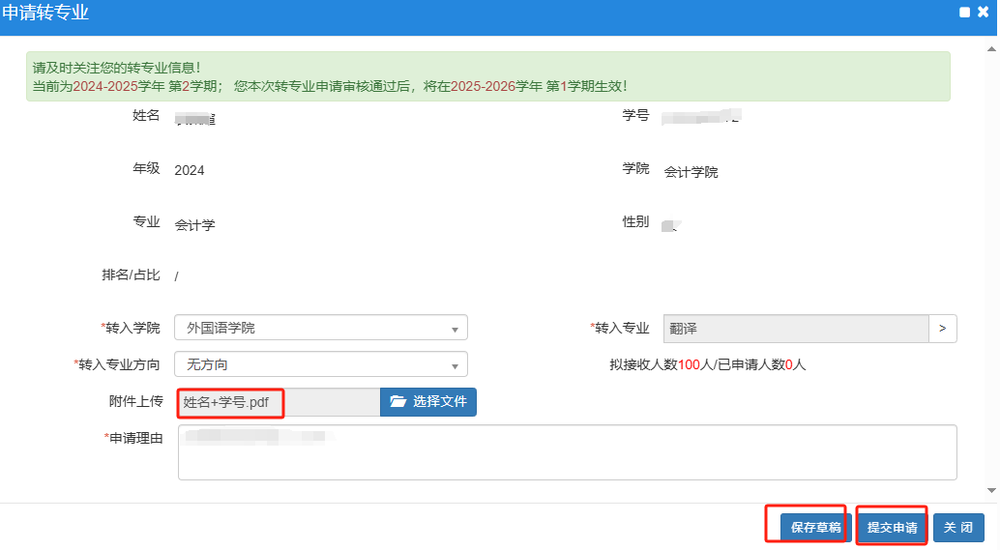 申请转专业
请及时关注您的转专业信息！
当前为2024-2025学年 第2学期； 您本次转专业申请审核通过后，将在2025-2026学年 第1学期生效！
姓名 学号
年级 2024 学院 会计学院
专业 会计学 性别
排名/占比 /
*转入学院 外国语学院 *转入专业 翻译 >
*转入专业方向 无方向 拟接收人数100人/已申请人数0人
附件上传 姓名+学号.pdf 选择文件
*申请理由
保存草稿 提交申请 关 闭